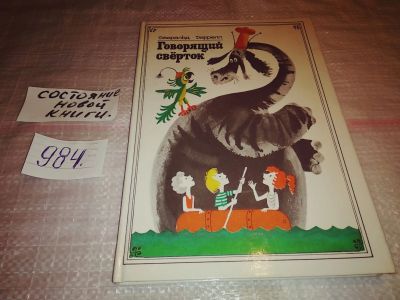 Джеральд Даррелл
Говорящий
свёрток
состояние
новой
книги.
984.